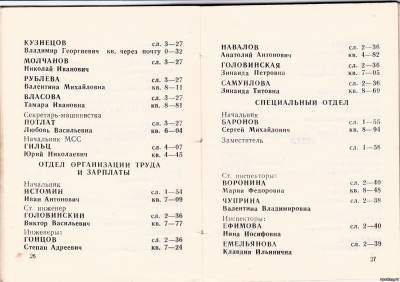 КУЗНЕЦОВ сл. 3—27
Владимир Георгиевич кв. через почту 0—32
МОЛЧАНОВ сл. 3—27
Николай Иванович
РУБЛЕВА сл. 3—27
Валентина Михайловна кв. 8—11
ВЛАСОВА сл. 3—27
Тамара Ивановна кв. 8—81
Секретарь-машинистка
ПОТЛАТ сл. 3—27
Любовь Васильевна кв. 6—04
Начальник МСС
ГИЛЬЦ сл. 4—07
Юрий Николаевич кв. 4—45
ОТДЕЛ ОРГАНИЗАЦИИ ТРУДА
И ЗАРПЛАТЫ
Начальник
ИСТОМИН сл. 1—54
Иван Антонович кв. 7—09
Ст. инженер
ГОЛОВИНСКИЙ сл. 2—36
Виктор Васильевич кв. 7—77
Инженеры:
ГОНЦОВ сл. 2—36
Степан Адреевич кв. 7—24
26
НАВАЛОВ сл. 2—36
Анатолий Антонович кв. 4—82
ГОЛОВИНСКАЯ сл. 2—36
Зинаида Петровна кв. 7—05
САМУИЛОВА сл. 2—36
Зинаида Титовна кв. 8—69
СПЕЦИАЛЬНЫЙ ОТДЕЛ
Начальник
БАРОНОВ сл. 1—55
Сергей Михайлович кв. 8—94
Заместитель
сл. 1—58
Ст. инспекторы:
ВОРОНИНА сл. 2—40
Мария Федоровна кв. 8—48
ЧУПРИНА сл. 2—38
Валентина Владимировна
Инспекторы:
ЕФИМОВА сл. 2—40
Нина Иосифовна
ЕМЕЛЬЯНОВА сл. 2—39
Клавдия Ильинична
27